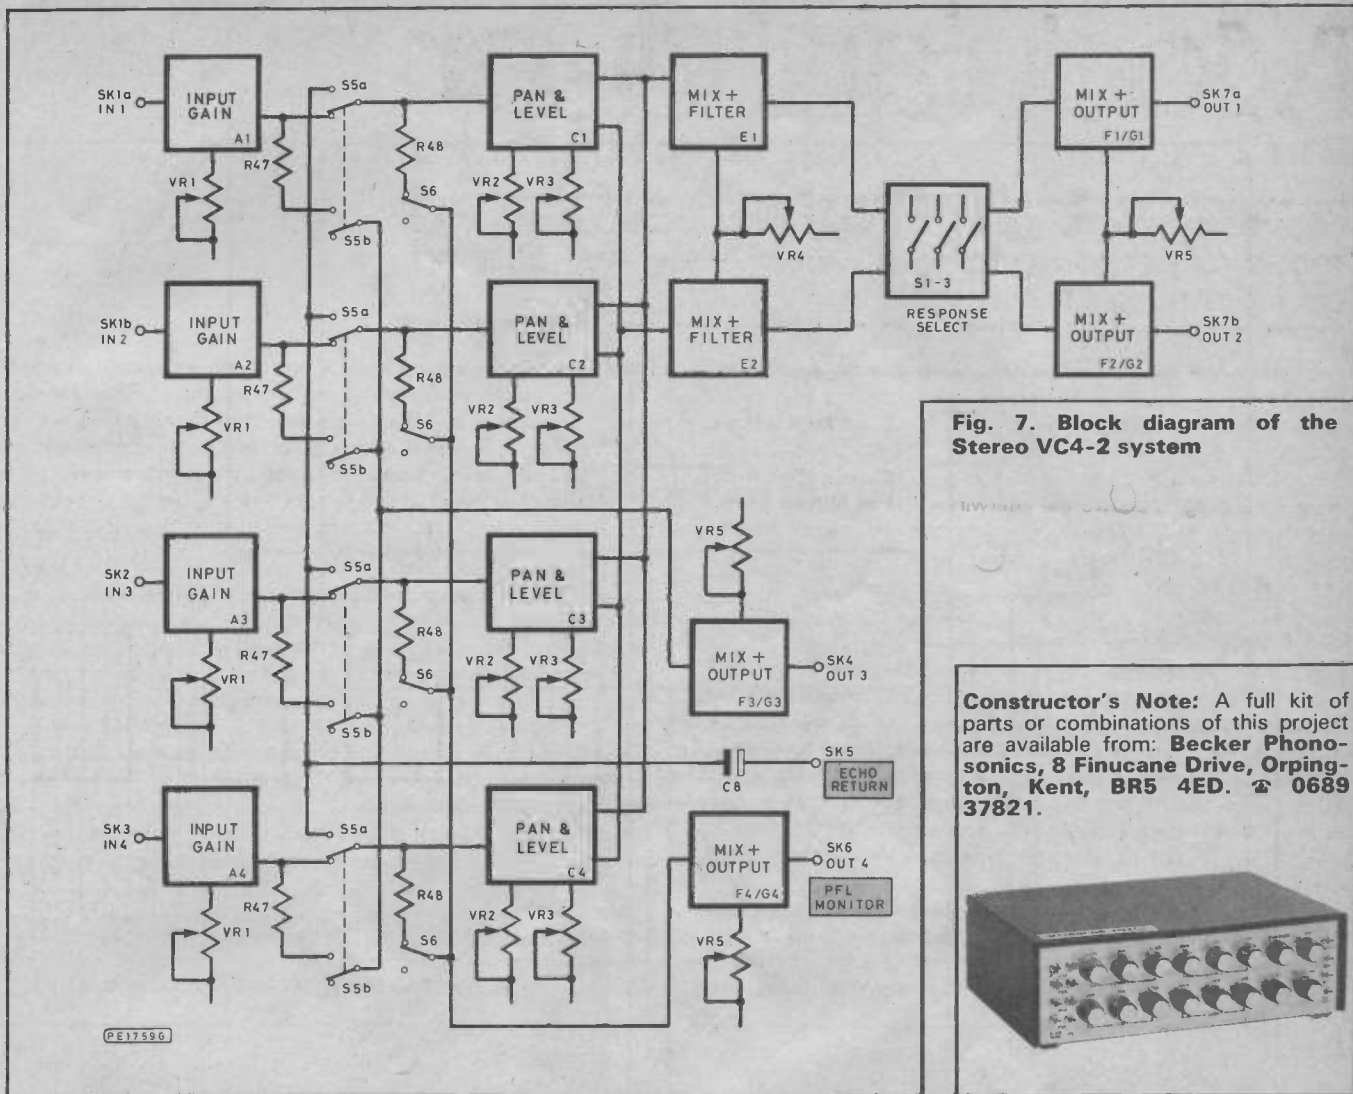 SK1a
IN 1
INPUT
GAIN
A1
R47
VR1
S5a
S5b
R48
S6
PAN &
LEVEL
C1
VR2
VR3
MIX +
FILTER
E1
VR4
S1-3
RESPONSE
SELECT
MIX +
OUTPUT
F1/G1
SK7a
OUT 1
VR5
SK1b
IN 2
INPUT
GAIN
A2
R47
VR1
S5a
S5b
R48
S6
PAN &
LEVEL
C2
VR2
VR3
MIX +
FILTER
E2
MIX +
OUTPUT
F2/G2
SK7b
OUT 2
Fig. 7. Block diagram of the
Stereo VC4-2 system
SK2
IN 3
INPUT
GAIN
A3
R47
VR1
S5a
S5b
R48
S6
PAN &
LEVEL
C3
VR2
VR3
VR5
MIX +
OUTPUT
F3/G3
SK4
OUT 3
C8
SK5
ECHO
RETURN
SK3
IN 4
INPUT
GAIN
A4
R47
VR1
S5a
S5b
R48
S6
PAN &
LEVEL
C4
VR2
VR3
MIX +
OUTPUT
F4/G4
SK6
OUT 4
PFL
MONITOR
VR5
PE1759G
Constructor's Note: A full kit of
parts or combinations of this project
are available from: Becker Phono-
sonics, 8 Finucane Drive, Orping-
ton, Kent, BR5 4ED. ☎ 0689
37821.